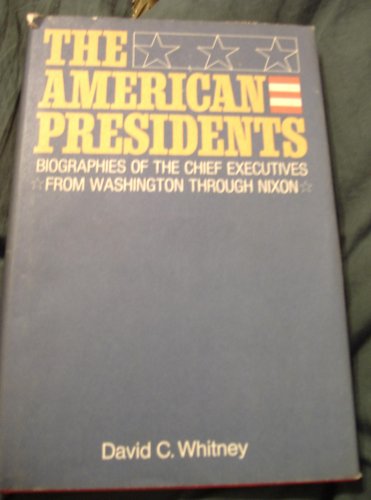 THE
AMERICAN
PRESIDENTS
BIOGRAPHIES OF THE CHIEF EXECUTIVES
FROM WASHINGTON THROUGH NIXON
David C. Whitney